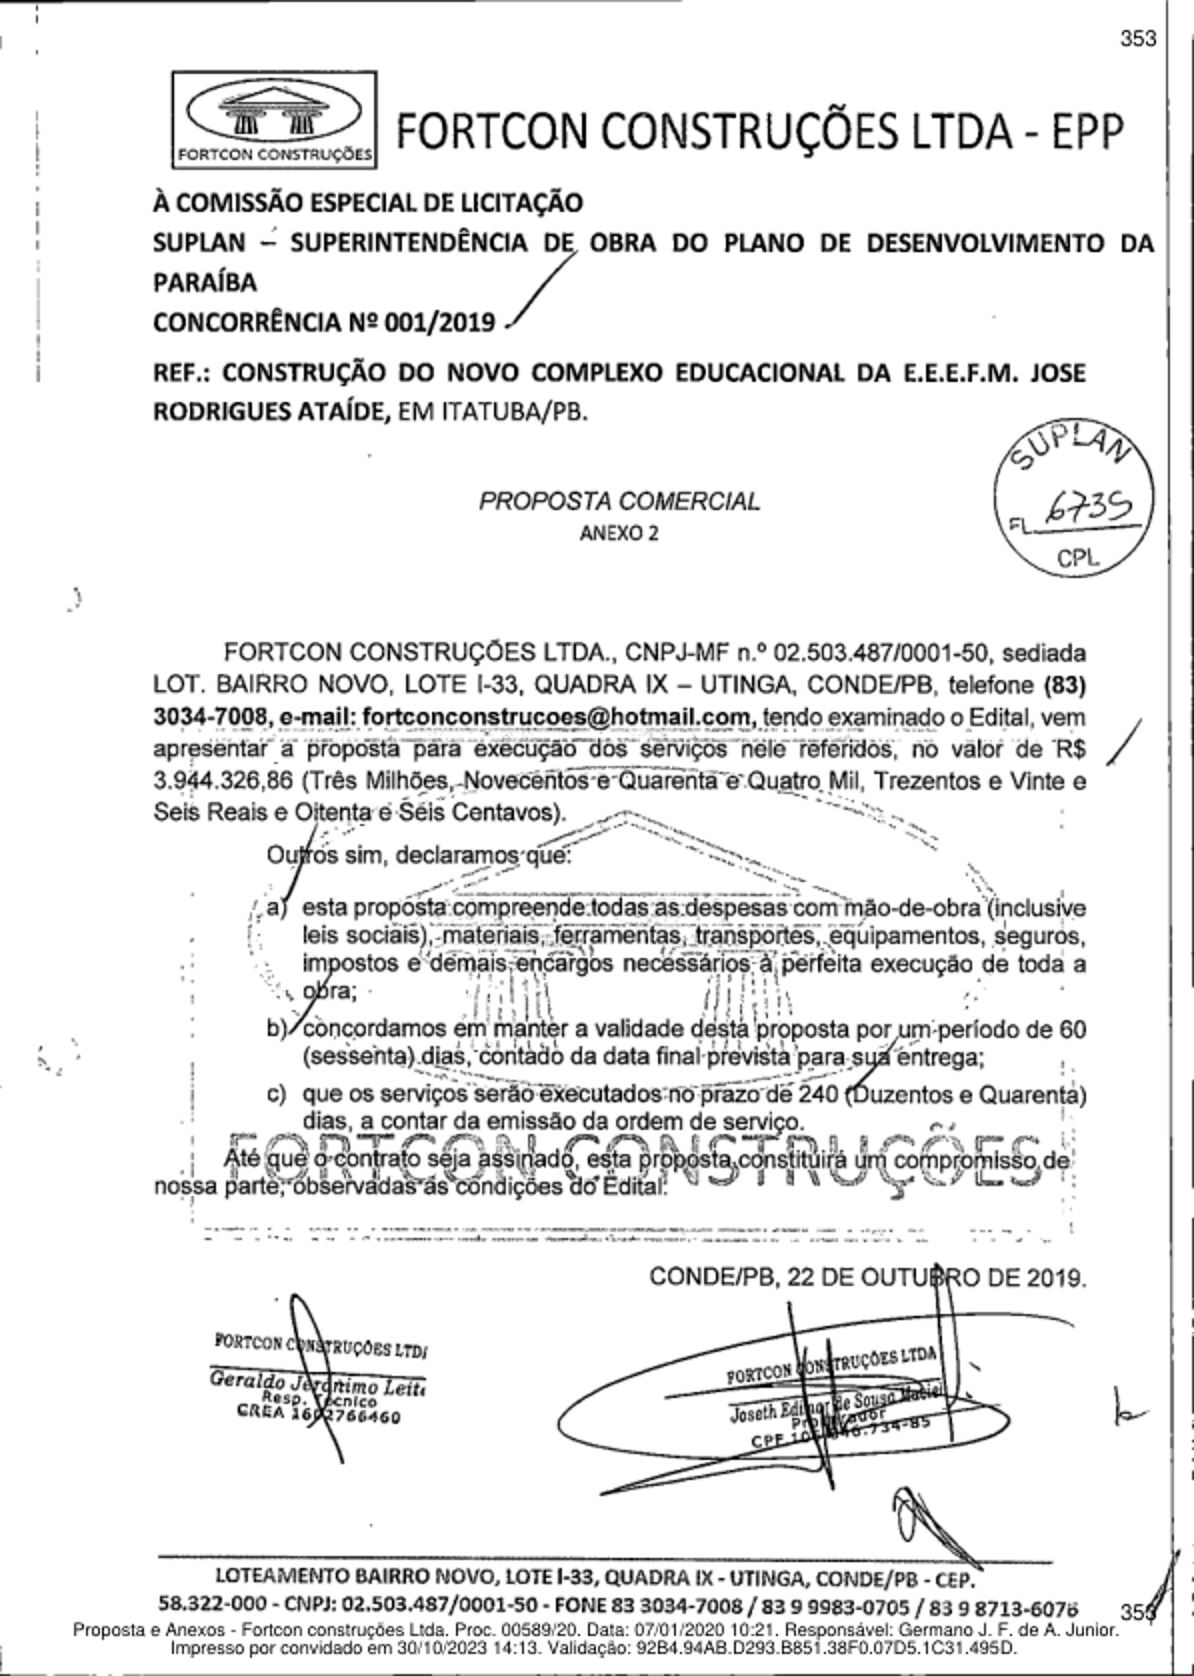 353
FORTCON CONSTRUÇÕES
FORTCON CONSTRUÇÕES LTDA - EPP
À COMISSÃO ESPECIAL DE LICITAÇÃO
SUPLAN – SUPERINTENDÊNCIA DE OBRA DO PLANO DE DESENVOLVIMENTO DA
PARAÍBA
CONCORRÊNCIA Nº 001/2019
REF.: CONSTRUÇÃO DO NOVO COMPLEXO EDUCACIONAL DA E.E.E.F.M. JOSE
RODRIGUES ATAÍDE, EM ITATUBA/PB.
SUPLAN
FL 6735
CPL
PROPOSTA COMERCIAL
ANEXO 2
FORTCON CONSTRUÇÕES LTDA., CNPJ-MF n.º 02.503.487/0001-50, sediada
LOT. BAIRRO NOVO, LOTE I-33, QUADRA IX – UTINGA, CONDE/PB, telefone (83)
3034-7008, e-mail: fortconconstrucoes@hotmail.com, tendo examinado o Edital, vem
apresentar a proposta para execução dos serviços nele referidos, no valor de R$
3.944.326,86 (Três Milhões, Novecentos e Quarenta e Quatro Mil, Trezentos e Vinte e
Seis Reais e Oitenta e Seis Centavos).
Outros sim, declaramos que:
a) esta proposta compreende todas as despesas com mão-de-obra (inclusive
leis sociais), materiais, ferramentas, transportes, equipamentos, seguros,
impostos e demais encargos necessários à perfeita execução de toda a
obra;
b) concordamos em manter a validade desta proposta por um período de 60
(sessenta) dias, contado da data final prevista para sua entrega;
c) que os serviços serão executados no prazo de 240 (Duzentos e Quarenta)
dias, a contar da emissão da ordem de serviço.
FORTCON CONSTRUÇÕES
Até que o contrato seja assinado, esta proposta constituirá um compromisso de
nossa parte, observadas as condições do Edital.
CONDE/PB, 22 DE OUTUBRO DE 2019.
FORTCON CONSTRUÇÕES LTD
Geraldo Jerônimo Leite
Resp. Técnico
CREA 1602766460
FORTCON CONSTRUÇÕES LTDA
Joseth Edimar de Sousa Maciel
Procurador
CPF 734-85
LOTEAMENTO BAIRRO NOVO, LOTE I-33, QUADRA IX - UTINGA, CONDE/PB - CEP.
58.322-000 - CNPJ: 02.503.487/0001-50 - FONE 83 3034-7008 / 83 9 9983-0705 / 83 9 8713-6076
353
Proposta e Anexos - Fortcon construções Ltda. Proc. 00589/20. Data: 07/01/2020 10:21. Responsável: Germano J. F. de A. Junior.
Impresso por convidado em 30/10/2023 14:13. Validação: 92B4.94AB.D293.B851.38F0.07D5.1C31.495D.